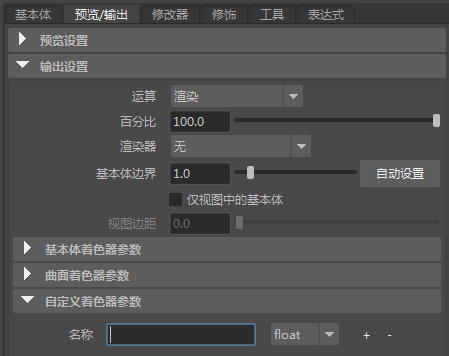 基本体 预览/输出 修改器 修饰 工具 表达式
预览设置
输出设置
运算 渲染
百分比 100.0
渲染器 无
基本体边界 1.0 自动设置
仅视图中的基本体
视图边距 0.0
基本体着色器参数
曲面着色器参数
自定义着色器参数
名称 float + -